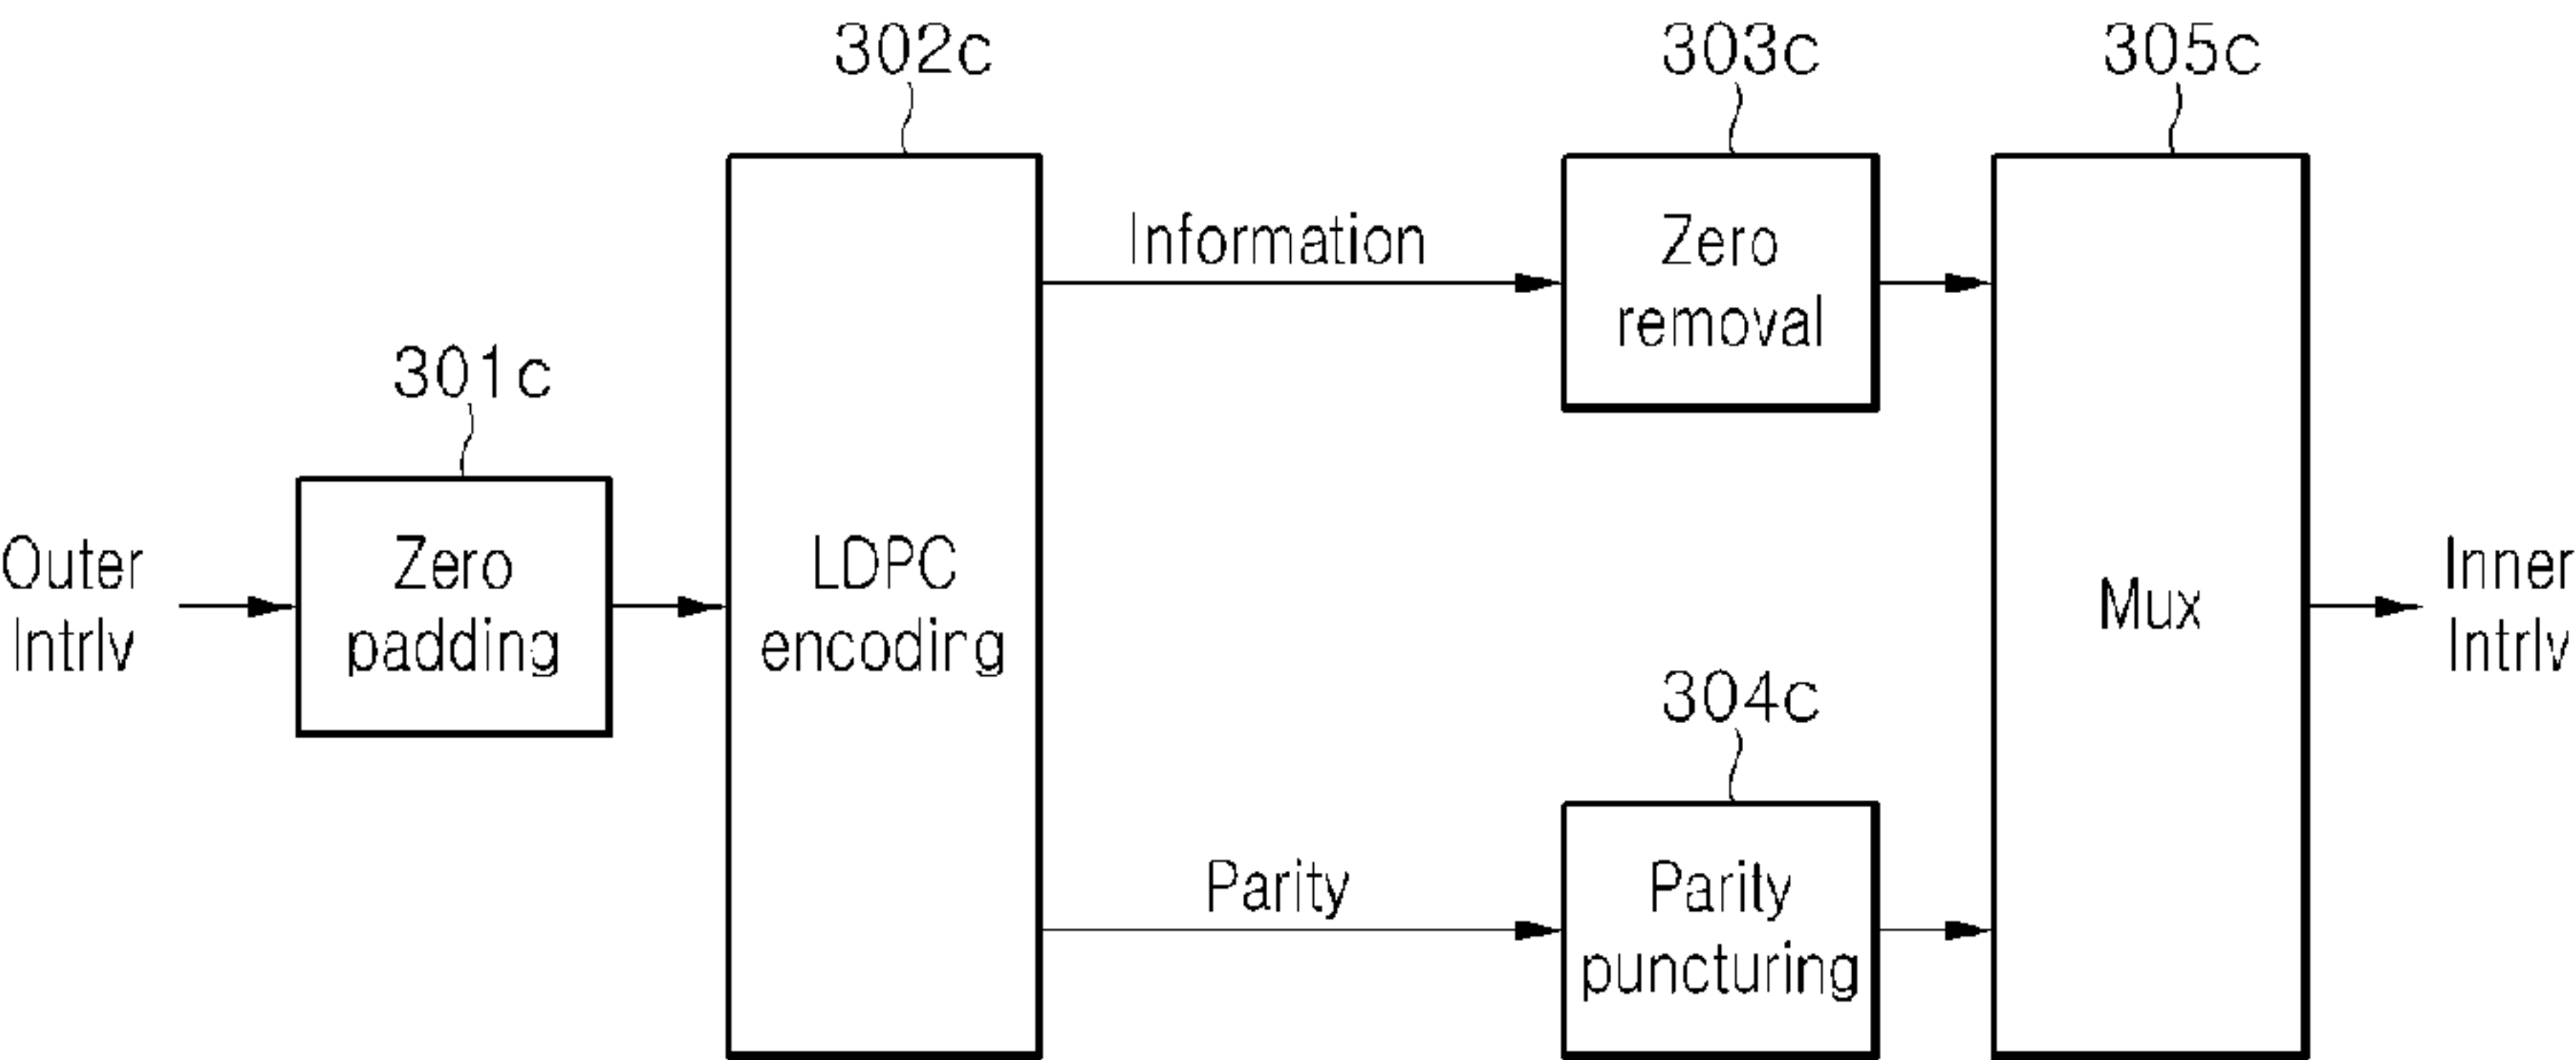 302c
303c
305c
Information
Zero
removal
301c
Outer
Intrlv
Zero
padding
LDPC
encoding
Mux
Inner
Intrlv
304c
Parity
Parity
puncturing